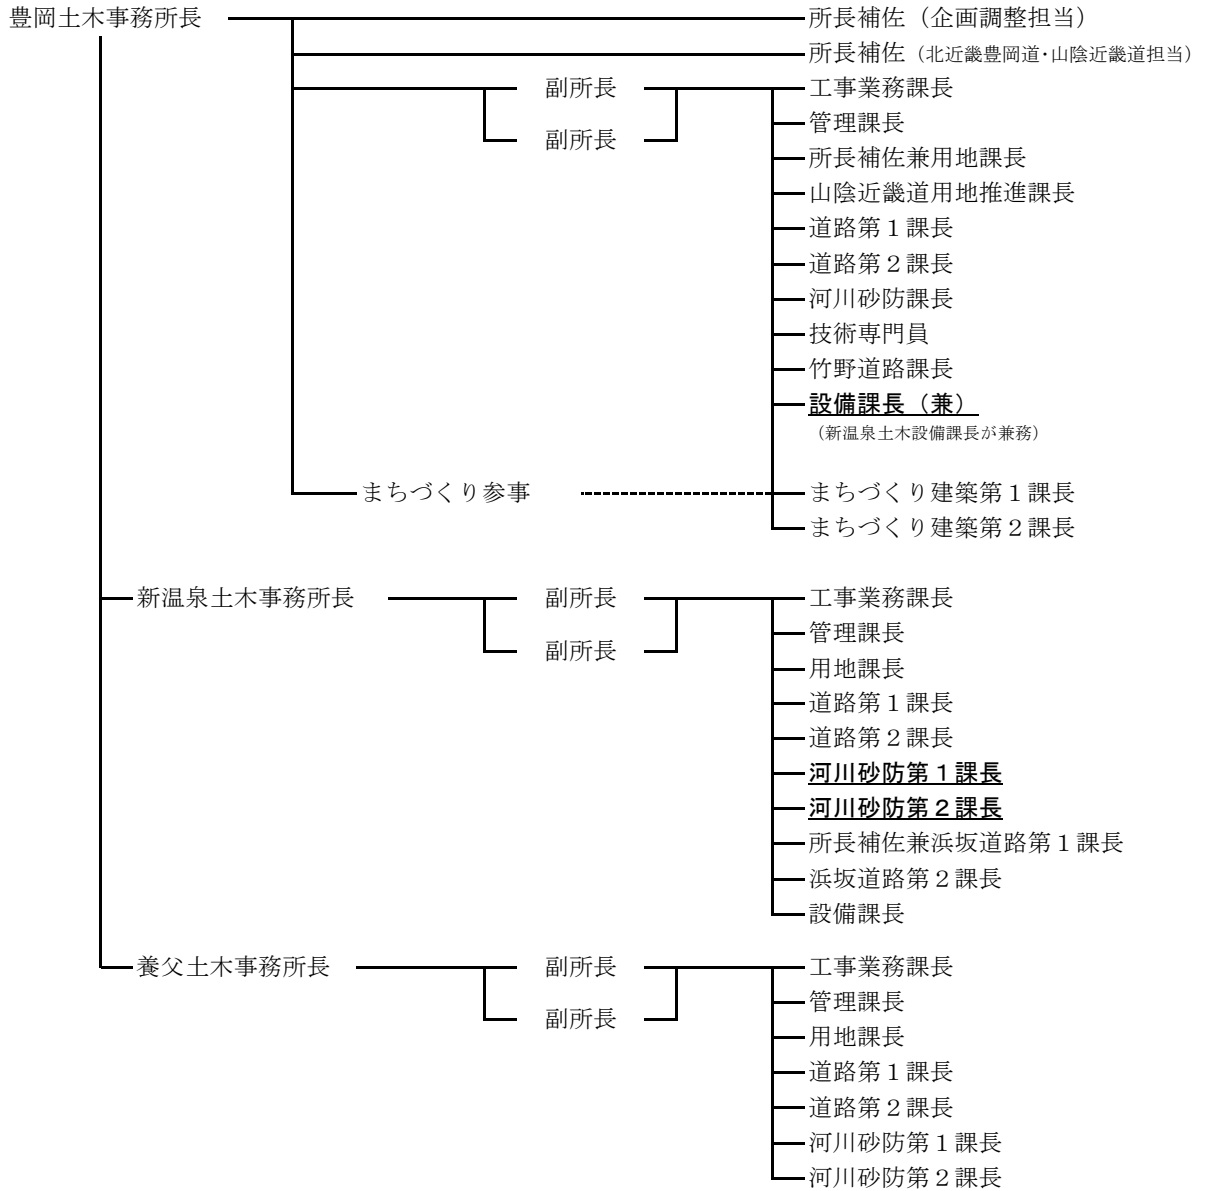 豊岡土木事務所長 所長補佐（企画調整担当）
所長補佐（北近畿豊岡道・山陰近畿道担当）
副所長 工事業務課長
管理課長
副所長
所長補佐兼用地課長
山陰近畿道用地推進課長
道路第１課長
道路第２課長
河川砂防課長
技術専門員
竹野道路課長
設備課長（兼）
（新温泉土木設備課長が兼務）
まちづくり参事 まちづくり建築第１課長
まちづくり建築第２課長
新温泉土木事務所長 副所長 工事業務課長
管理課長
副所長
用地課長
道路第１課長
道路第２課長
河川砂防第１課長
河川砂防第２課長
所長補佐兼浜坂道路第１課長
浜坂道路第２課長
設備課長
養父土木事務所長 副所長 工事業務課長
管理課長
副所長
用地課長
道路第１課長
道路第２課長
河川砂防第１課長
河川砂防第２課長